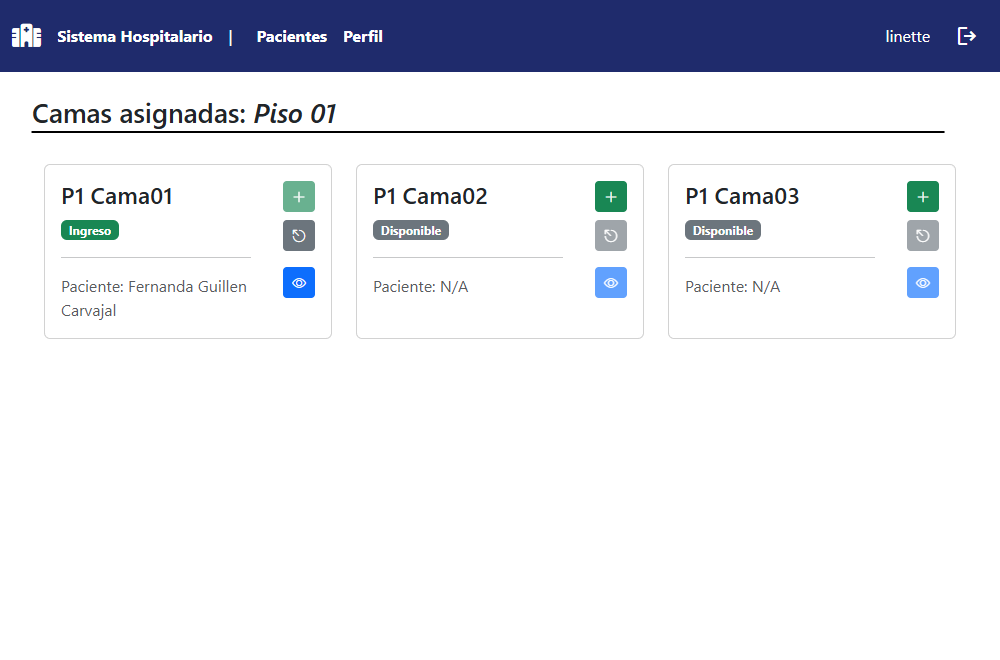 Sistema Hospitalario | Pacientes Perfil linette
Camas asignadas: Piso 01
P1 Cama01
Ingreso
Paciente: Fernanda Guillen
Carvajal
P1 Cama02
Disponible
Paciente: N/A
P1 Cama03
Disponible
Paciente: N/A